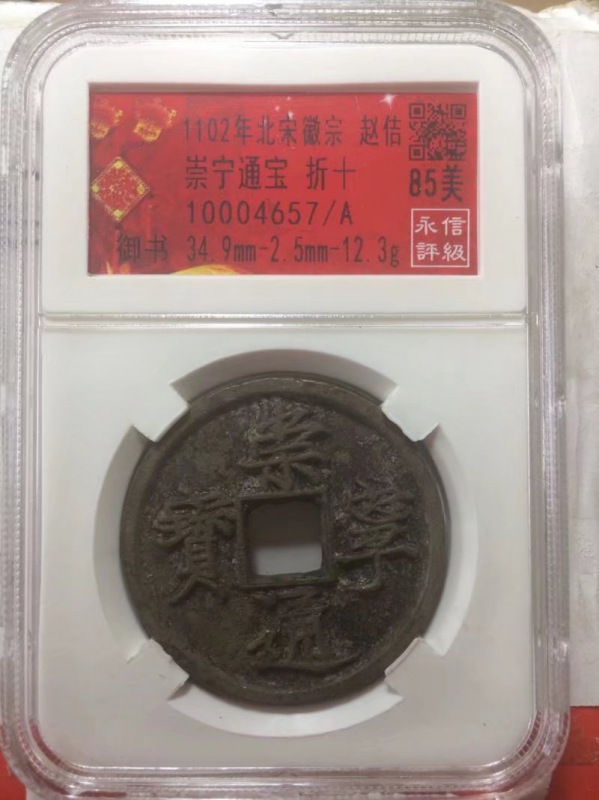 1102年北宋徽宗 赵佶
崇宁通宝 折十
85美
10004657/A
永信
評級
御书 34.9mm-2.5mm-12.3g
崇
寧
通
寶